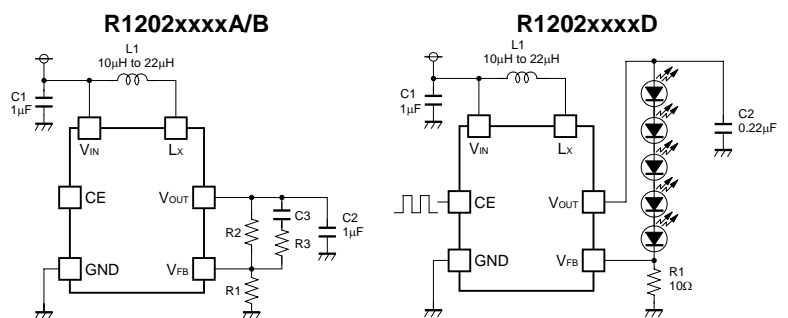 R1202xxxxA/B
L1
10μH to 22μH
C1
1μF
VIN
LX
CE
VOUT
C3
C2
1μF
R2
R3
GND
VFB
R1
R1202xxxxD
L1
10μH to 22μH
C1
1μF
C2
0.22μF
VIN
LX
CE
VOUT
GND
VFB
R1
10Ω